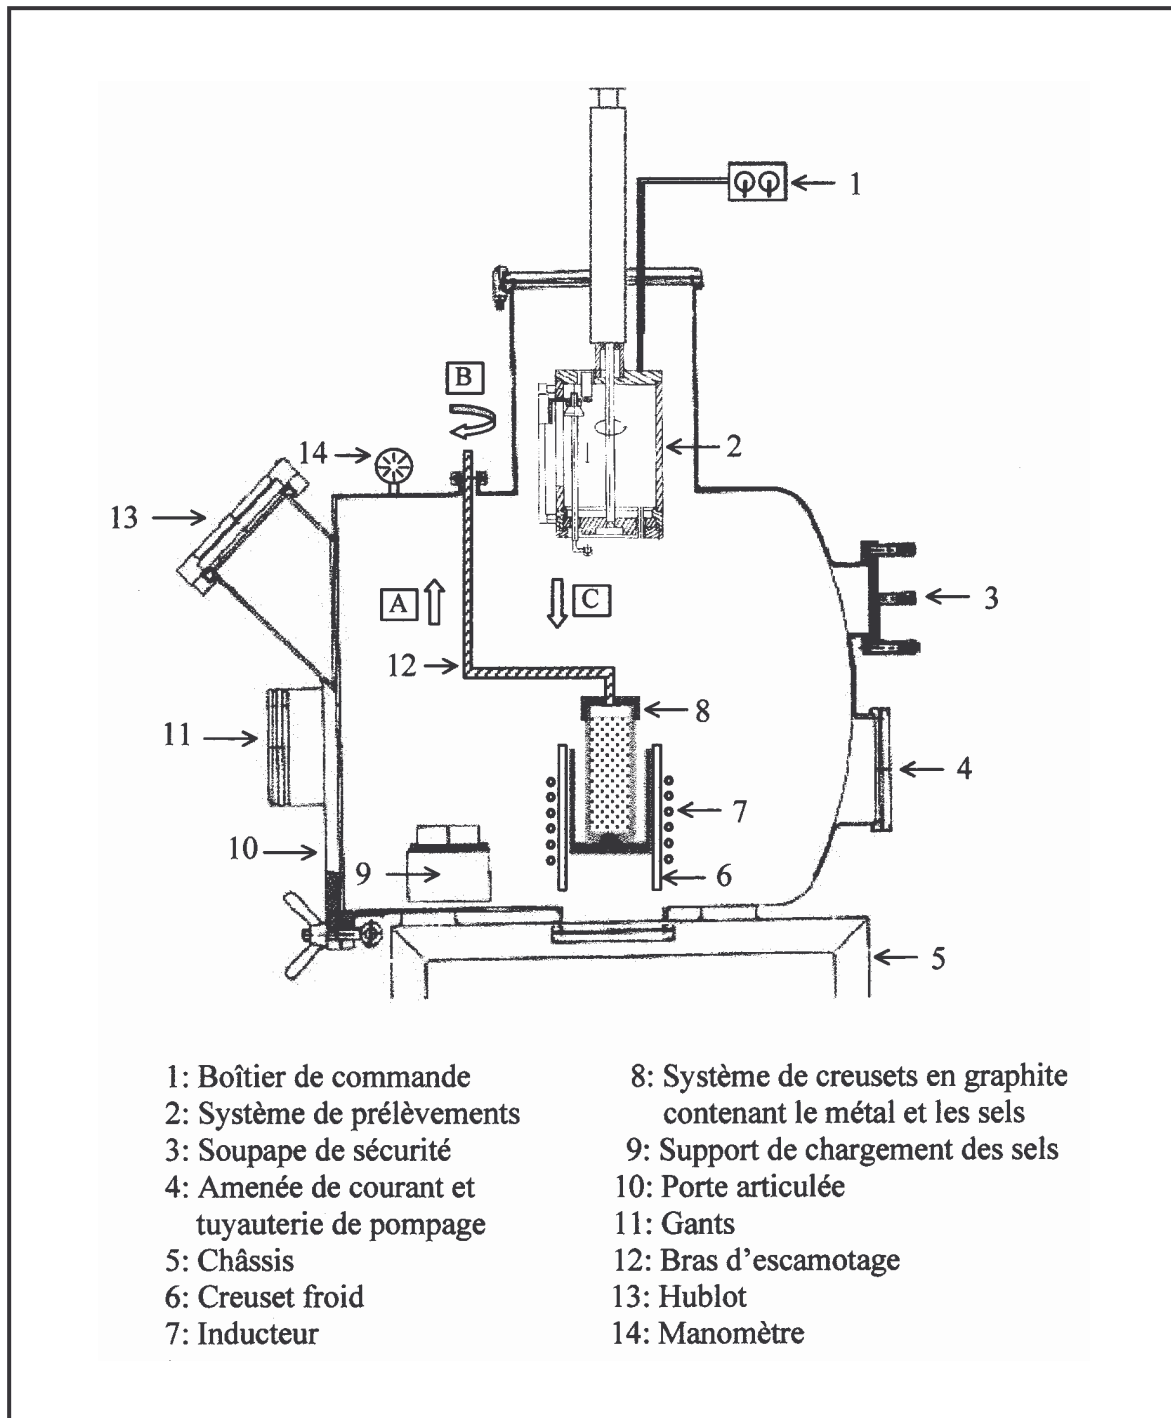 1
B
14
2
13
A
C
3
12
8
11
4
7
10
9
6
5
1: Boîtier de commande
2: Système de prélèvements
3: Soupape de sécurité
4: Amenée de courant et
tuyauterie de pompage
5: Châssis
6: Creuset froid
7: Inducteur
8: Système de creusets en graphite
contenant le métal et les sels
9: Support de chargement des sels
10: Porte articulée
11: Gants
12: Bras d'escamotage
13: Hublot
14: Manomètre